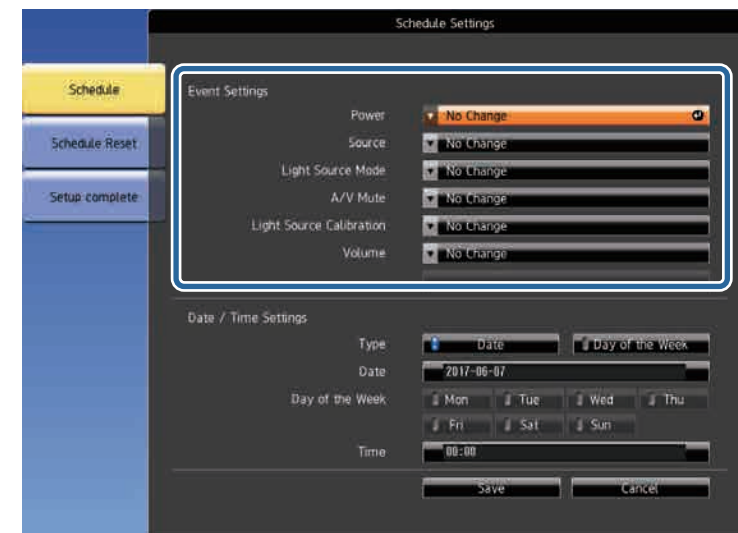 Schedule Settings
Schedule
Schedule Reset
Setup complete
Event Settings
Power No Change
Source No Change
Light Source Mode No Change
A/V Mute No Change
Light Source Calibration No Change
Volume No Change
Date / Time Settings
Type Date Day of the Week
Date 2017-06-07
Day of the Week Mon Tue Wed Thu
Fri Sat Sun
Time 00:00
Save Cancel